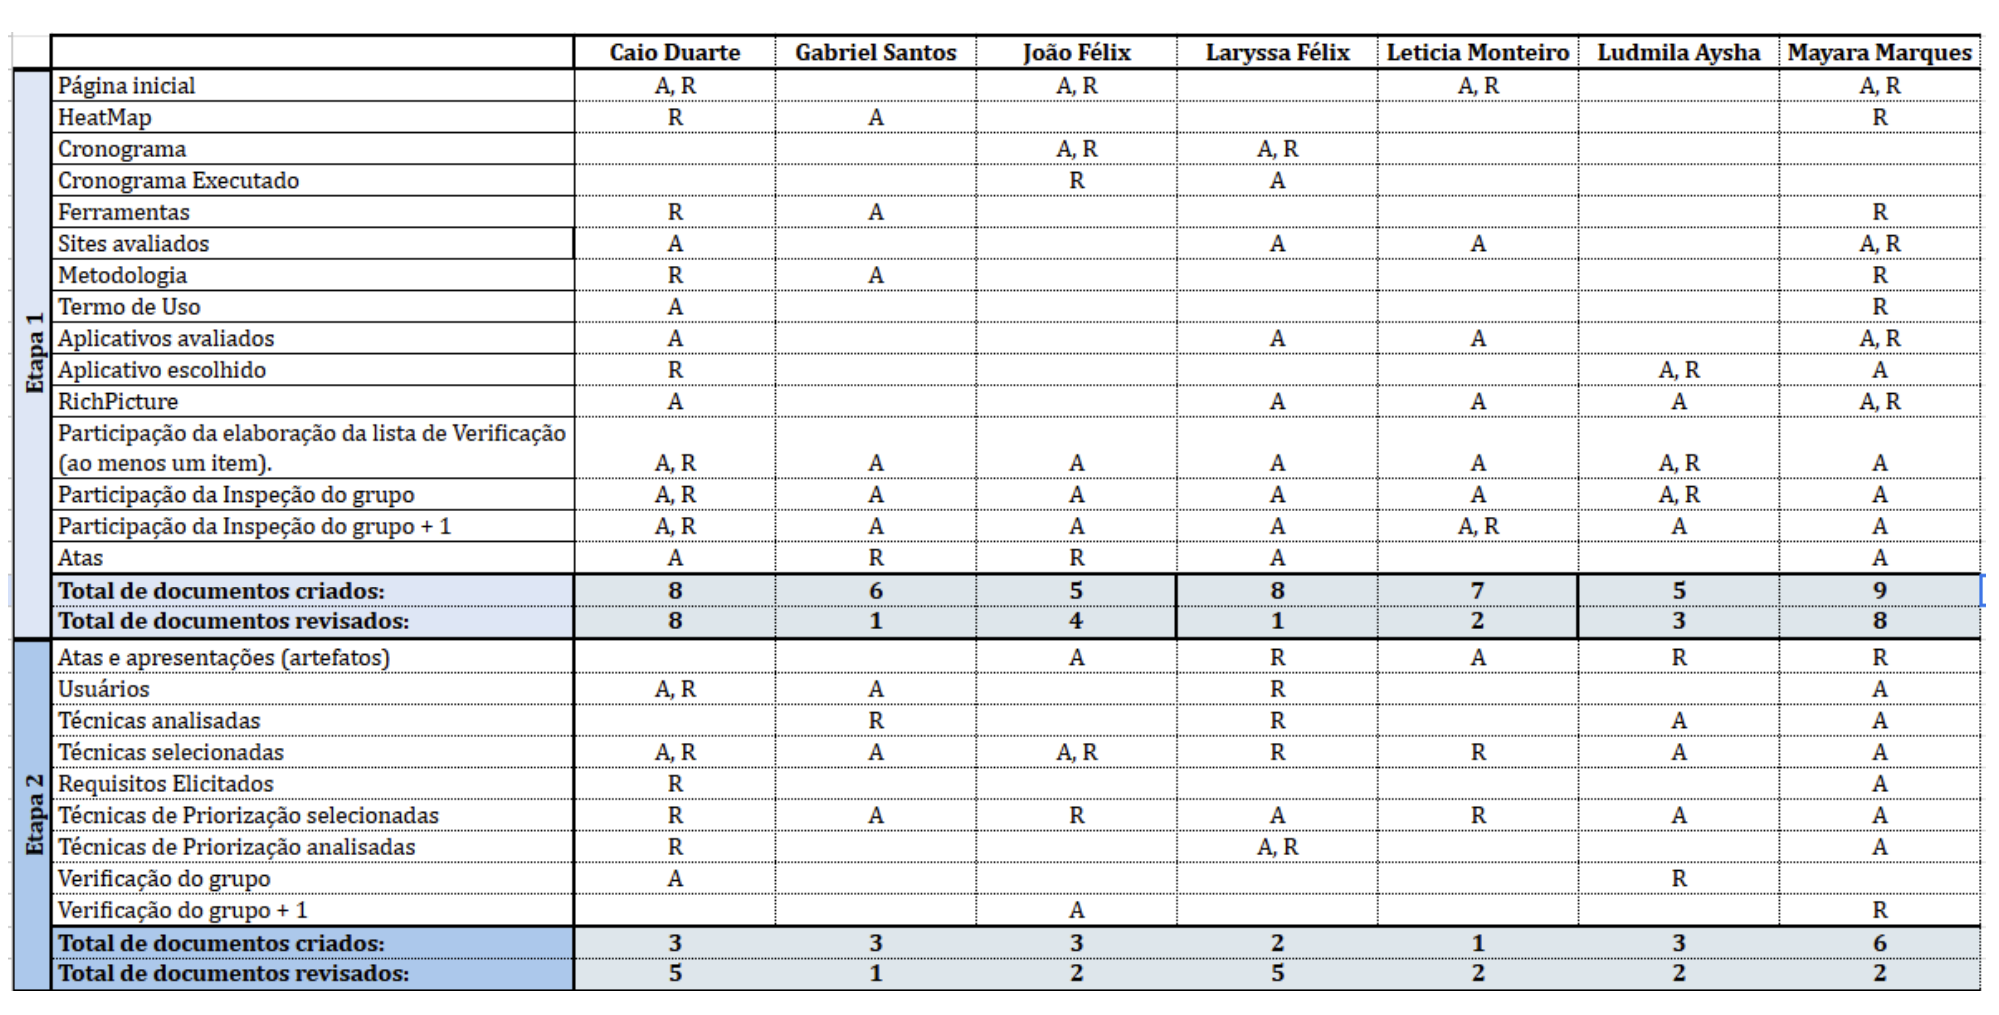 Caio Duarte Gabriel Santos João Félix Laryssa Félix Leticia Monteiro Ludmila Aysha Mayara Marques
Etapa 1
Página inicial A, R A, R A, R A, R
HeatMap R A R
Cronograma A, R A, R
Cronograma Executado R A
Ferramentas R A R
Sites avaliados A A A A, R
Metodologia R A R
Termo de Uso A R
Aplicativos avaliados A A A A, R
Aplicativo escolhido R A, R A
RichPicture A A A A A, R
Participação da elaboração da lista de Verificação
(ao menos um item). A, R A A A A A, R A
Participação da Inspeção do grupo A, R A A A A A, R A
Participação da Inspeção do grupo + 1 A, R A A A A, R A A
Atas A R R A A
Total de documentos criados: 8 6 5 8 7 5 9
Total de documentos revisados: 8 1 4 1 2 3 8
Etapa 2
Atas e apresentações (artefatos) A R A R R
Usuários A, R A R A
Técnicas analisadas R R A A
Técnicas selecionadas A, R A A, R R R A A
Requisitos Elicitados R A
Técnicas de Priorização selecionadas R A R A R A A
Técnicas de Priorização analisadas R A, R A
Verificação do grupo A R
Verificação do grupo + 1 A R
Total de documentos criados: 3 3 3 2 1 3 6
Total de documentos revisados: 5 1 2 5 2 2 2